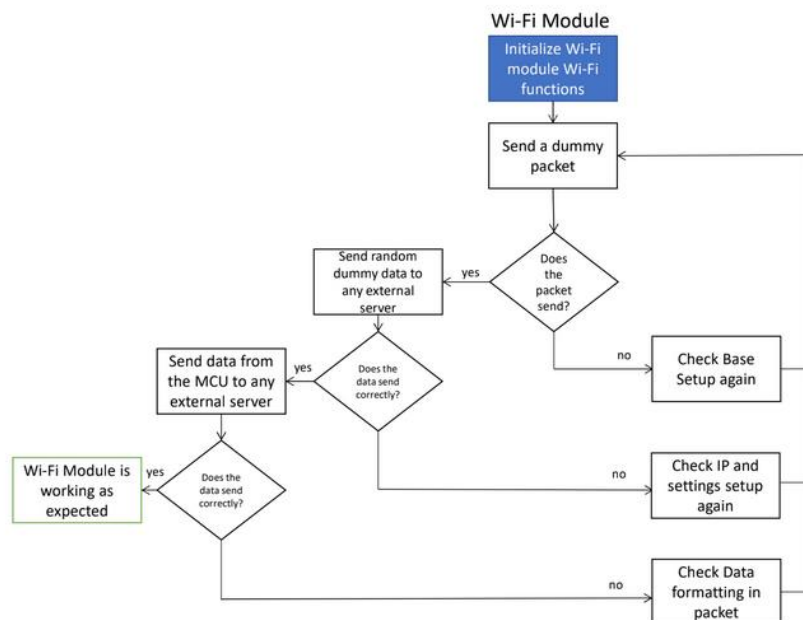 Wi-Fi Module
Initialize Wi-Fi
module Wi-Fi
functions
Send a dummy
packet
Does
the
packet
send?
yes
Send random
dummy data to
any external
server
no
Check Base
Setup again
Does the
data send
correctly?
yes
Send data from
the MCU to any
external server
no
Check IP and
settings setup
again
Does the
data send
correctly?
yes
Wi-Fi Module is
working as
expected
no
Check Data
formatting in
packet